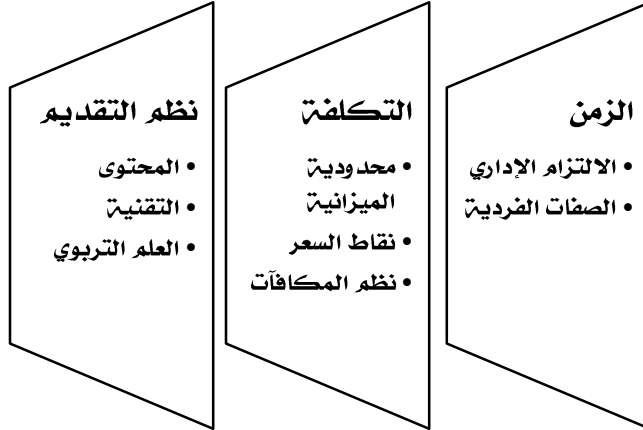 الزمن
• الالتزام الإداري
• الصفات الفردية
التكلفة
• محدودية
الميزانية
• نقاط السعر
• نظم المكافآت
نظم التقديم
• المحتوى
• التقنية
• العلم التربوي